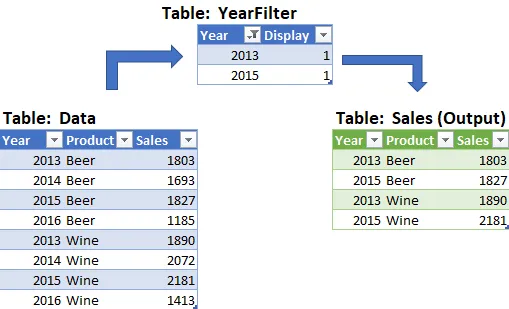 Table: YearFilter
Year Display
2013 1
2015 1
Table: Data
Year Product Sales
2013 Beer 1803
2014 Beer 1693
2015 Beer 1827
2016 Beer 1185
2013 Wine 1890
2014 Wine 2072
2015 Wine 2181
2016 Wine 1413
Table: Sales (Output)
Year Product Sales
2013 Beer 1803
2015 Beer 1827
2013 Wine 1890
2015 Wine 2181